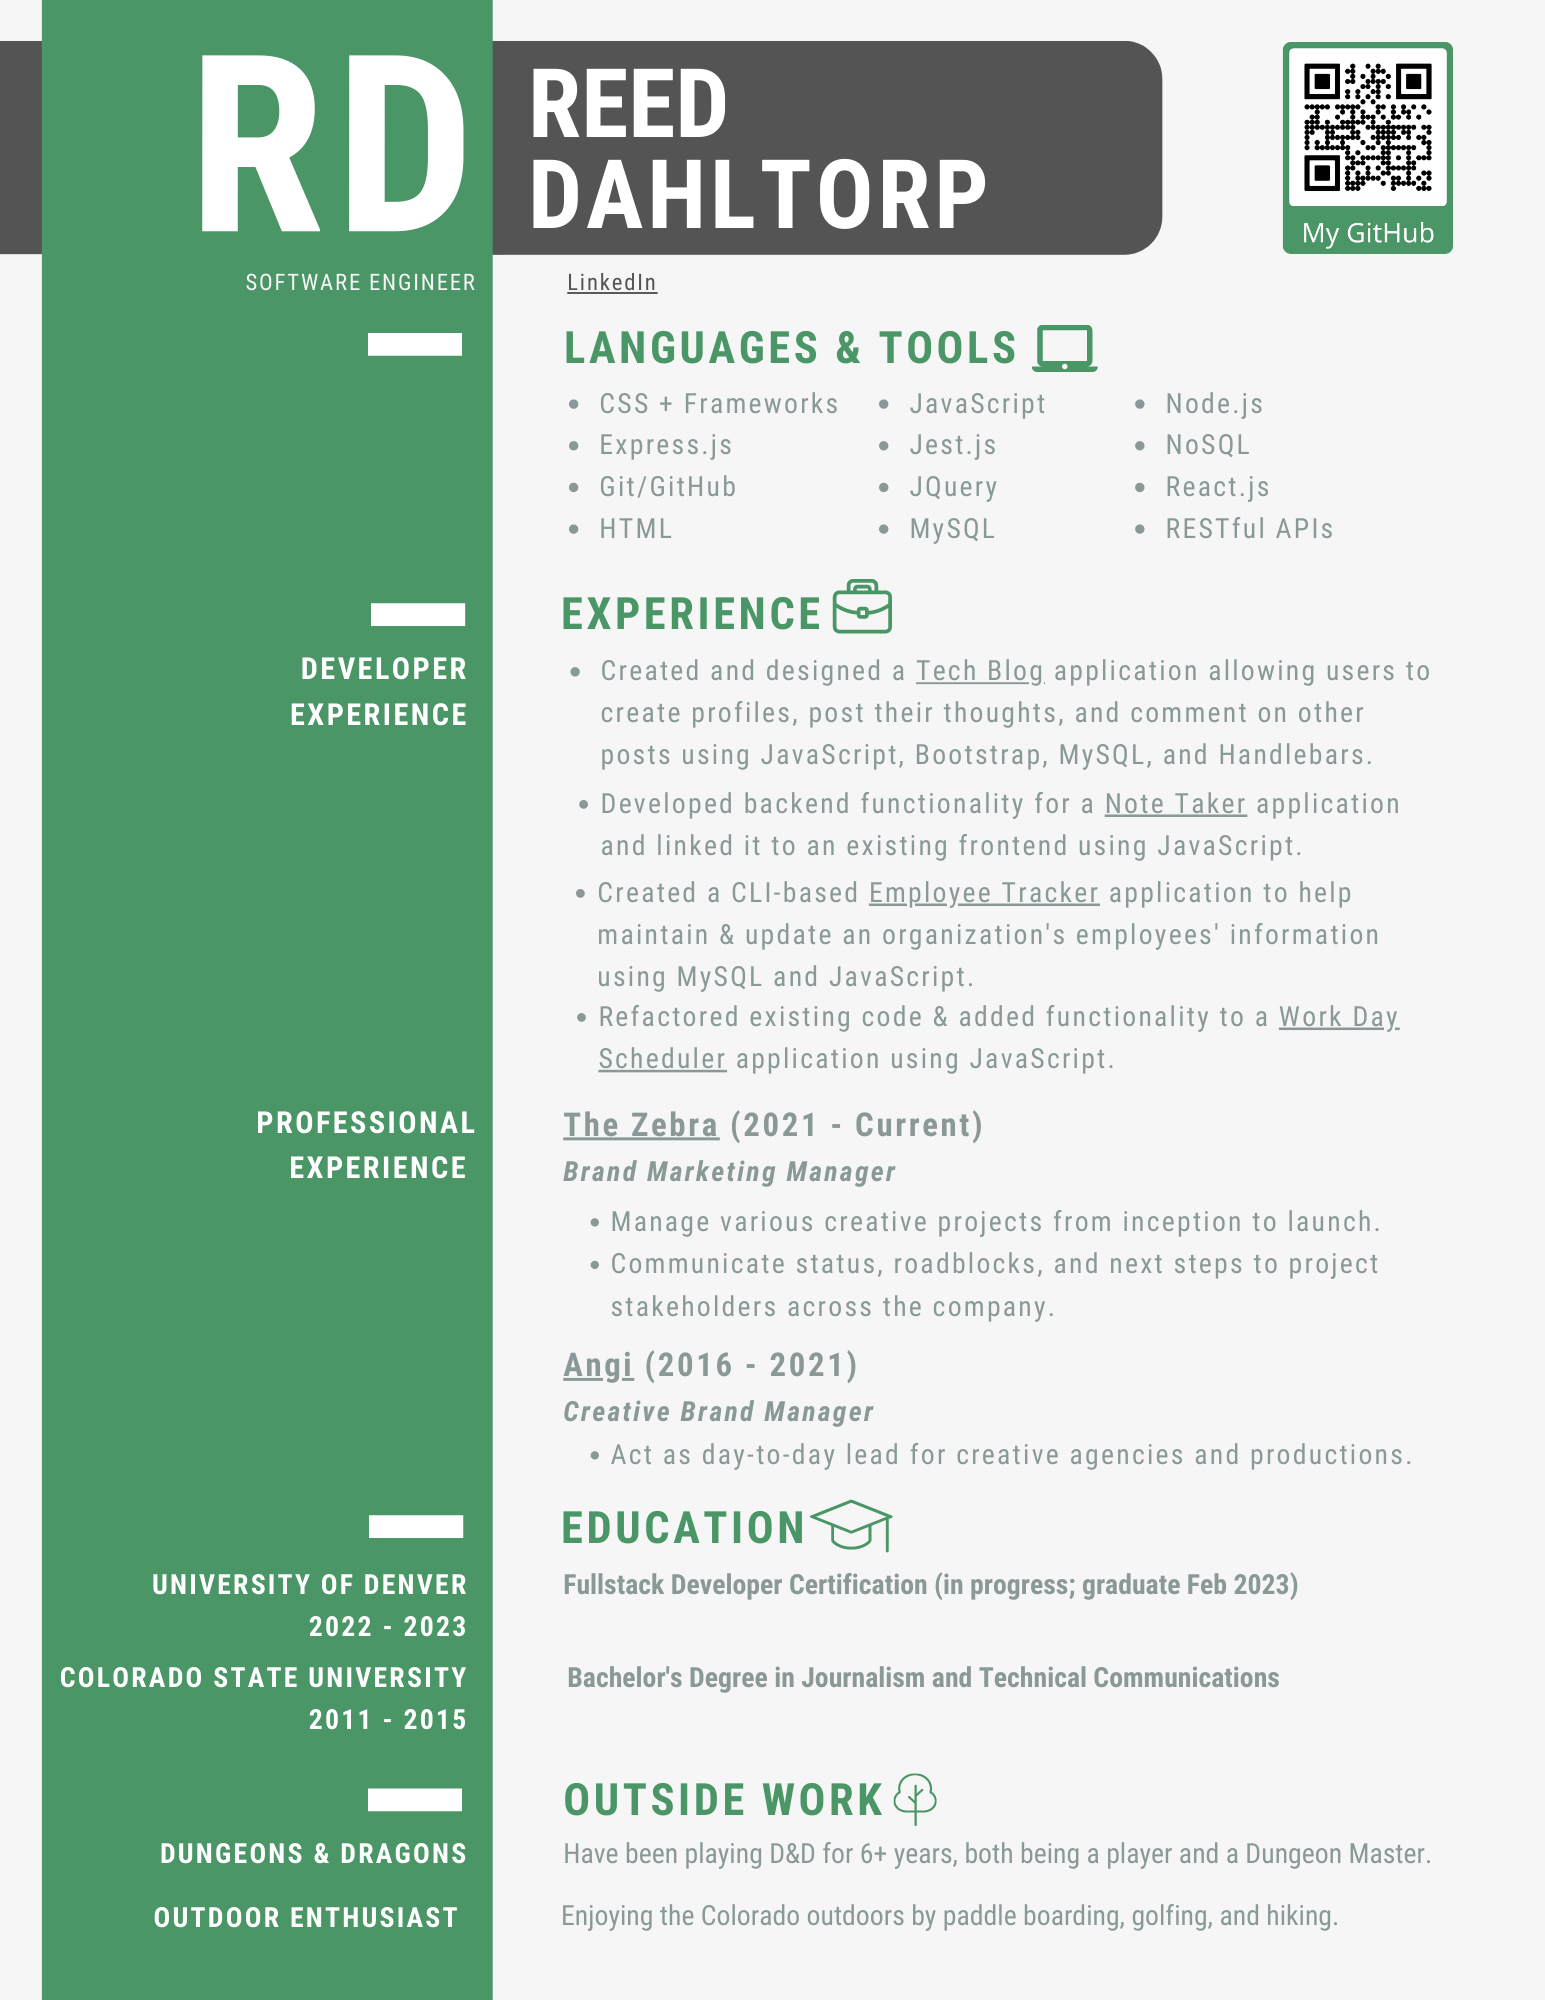 RD
REED
DAHLTORP
My GitHub
SOFTWARE ENGINEER
LinkedIn
LANGUAGES & TOOLS
• CSS + Frameworks
• Express.js
• Git/GitHub
• HTML
• JavaScript
• Jest.js
• JQuery
• MySQL
• Node.js
• NoSQL
• React.js
• RESTful APIs
EXPERIENCE
DEVELOPER
EXPERIENCE
• Created and designed a Tech Blog application allowing users to
create profiles, post their thoughts, and comment on other
posts using JavaScript, Bootstrap, MySQL, and Handlebars.
• Developed backend functionality for a Note Taker application
and linked it to an existing frontend using JavaScript.
• Created a CLI-based Employee Tracker application to help
maintain & update an organization's employees' information
using MySQL and JavaScript.
• Refactored existing code & added functionality to a Work Day
Scheduler application using JavaScript.
PROFESSIONAL
EXPERIENCE
The Zebra (2021 - Current)
Brand Marketing Manager
• Manage various creative projects from inception to launch.
• Communicate status, roadblocks, and next steps to project
stakeholders across the company.
Angi (2016 - 2021)
Creative Brand Manager
• Act as day-to-day lead for creative agencies and productions.
EDUCATION
UNIVERSITY OF DENVER
2022 - 2023
Fullstack Developer Certification (in progress; graduate Feb 2023)
COLORADO STATE UNIVERSITY
2011 - 2015
Bachelor's Degree in Journalism and Technical Communications
OUTSIDE WORK
DUNGEONS & DRAGONS
Have been playing D&D for 6+ years, both being a player and a Dungeon Master.
OUTDOOR ENTHUSIAST
Enjoying the Colorado outdoors by paddle boarding, golfing, and hiking.